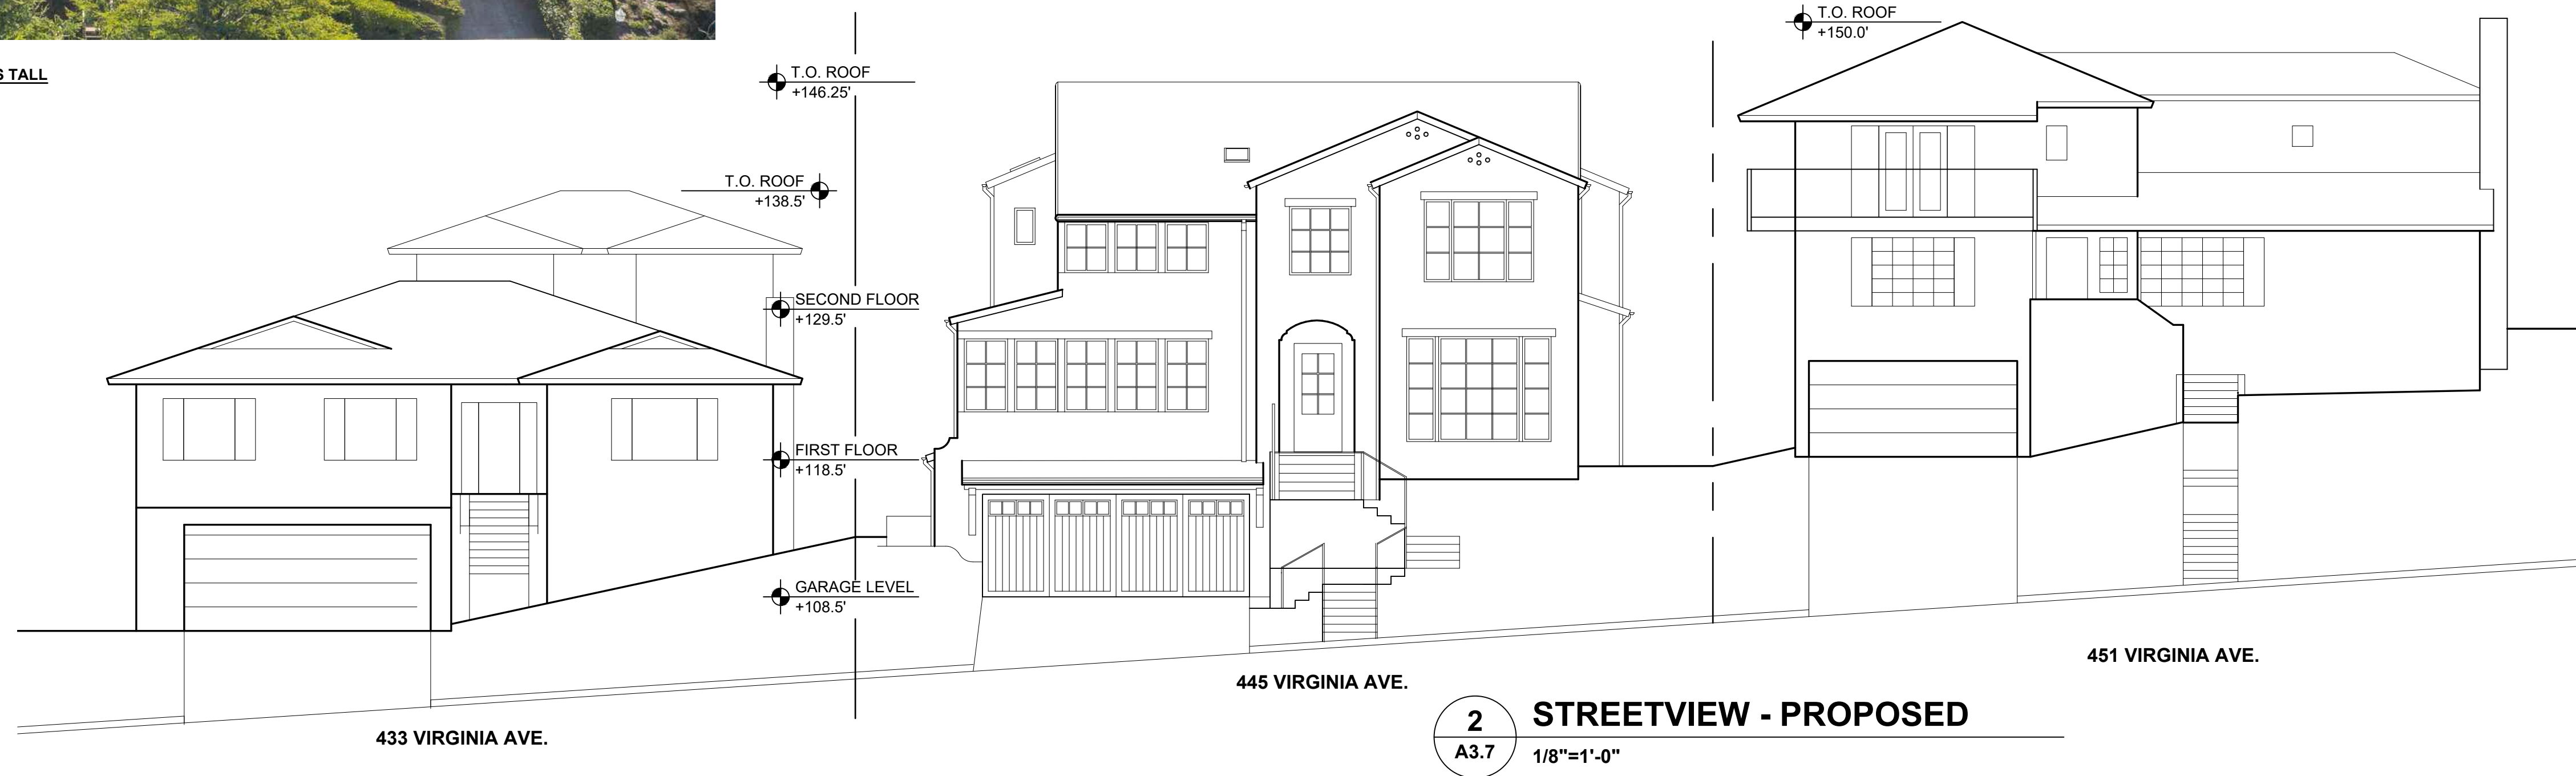 S TALL
T.O. ROOF
+150.0'
T.O. ROOF
+146.25'
T.O. ROOF
+138.5'
SECOND FLOOR
+129.5'
FIRST FLOOR
+118.5'
GARAGE LEVEL
+108.5'
433 VIRGINIA AVE.
445 VIRGINIA AVE.
451 VIRGINIA AVE.
2
A3.7
STREETVIEW - PROPOSED
1/8"=1'-0"